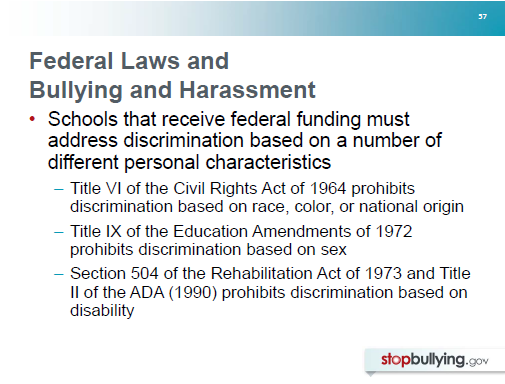 37
Federal Laws and
Bullying and Harassment
• Schools that receive federal funding must
address discrimination based on a number of
different personal characteristics
– Title VI of the Civil Rights Act of 1964 prohibits
discrimination based on race, color, or national origin
– Title IX of the Education Amendments of 1972
prohibits discrimination based on sex
– Section 504 of the Rehabilitation Act of 1973 and Title
II of the ADA (1990) prohibits discrimination based on
disability
stopbullying.gov